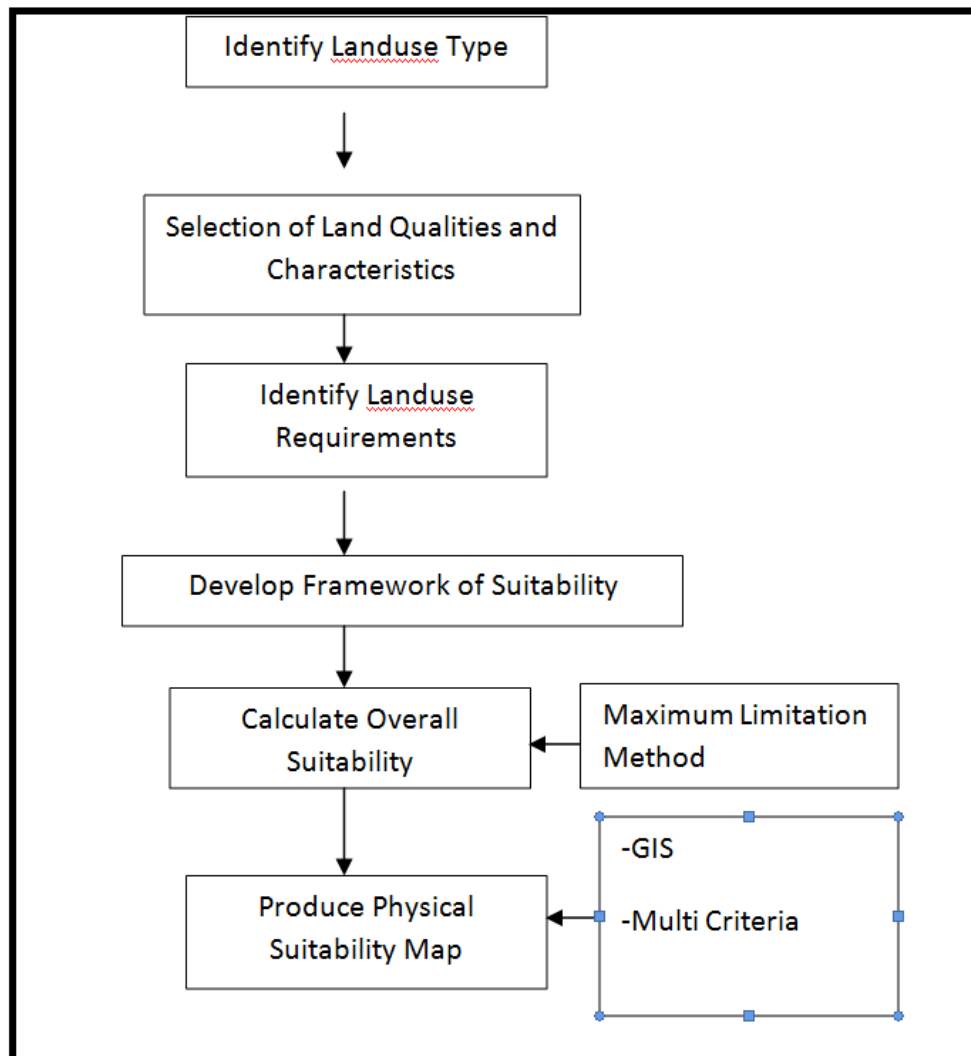 Identify Landuse Type
Selection of Land Qualities and
Characteristics
Identify Landuse
Requirements
Develop Framework of Suitability
Calculate Overall
Suitability
Maximum Limitation
Method
-GIS
-Multi Criteria
Produce Physical
Suitability Map